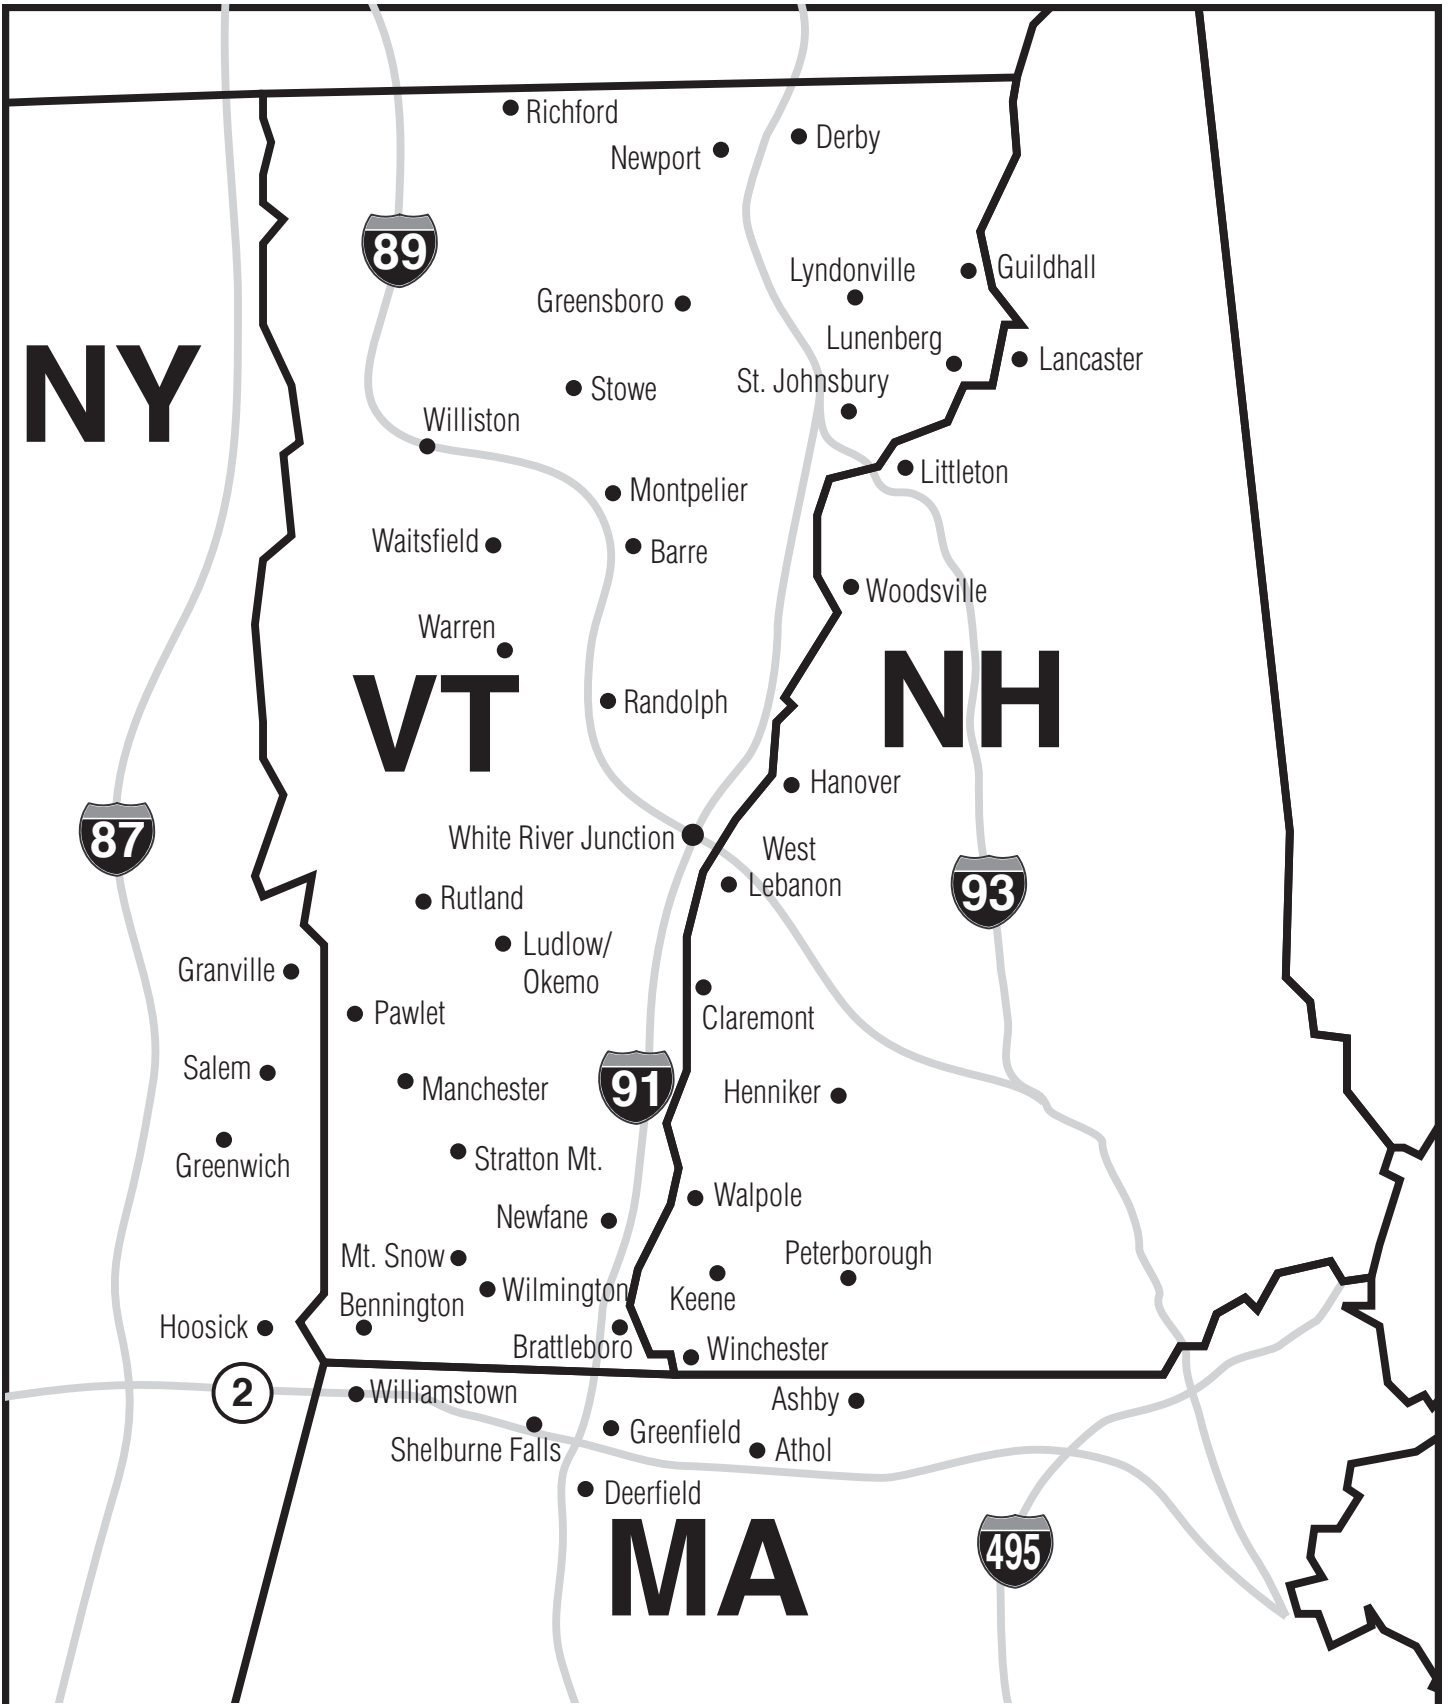 Richford
Derby
Newport
89
Guildhall
Lyndonville
Greensboro
Lunenberg
Lancaster
NY
St. Johnsbury
Stowe
Williston
Littleton
Montpelier
Waitsfield
Barre
Woodsville
Warren
VT
NH
Randolph
Hanover
87
White River Junction
West
Lebanon
93
Rutland
Ludlow/
Okemo
Granville
Pawlet
Claremont
Salem
91
Manchester
Henniker
Greenwich
Stratton Mt.
Walpole
Newfane
Mt. Snow
Peterborough
Wilmington
Keene
Bennington
Hoosick
Brattleboro
Winchester
2
Williamstown
Ashby
Greenfield
Shelburne Falls
Athol
Deerfield
MA
495